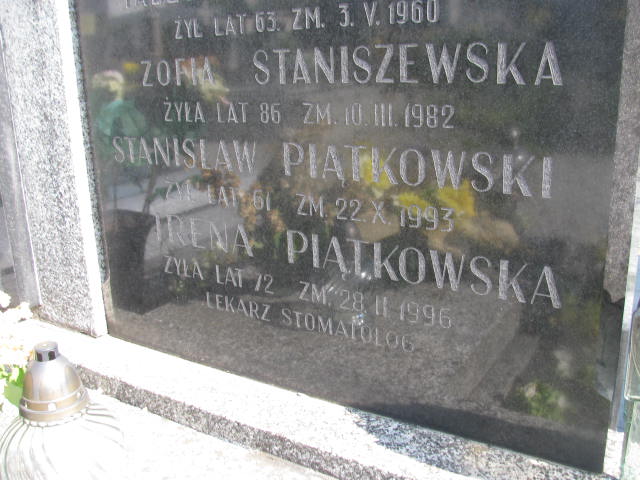 ŻYŁ LAT 63. ZM. 3. V. 1960
ZOFIA STANISZEWSKA
ŻYŁA LAT 86 ZM. 10. III. 1982
STANISŁAW PIĄTKOWSKI
ŻYŁ LAT 61 ZM. 22. X. 1993
IRENA PIĄTKOWSKA
ŻYŁA LAT 72 ZM. 28. II 1996
LEKARZ STOMATOLOG